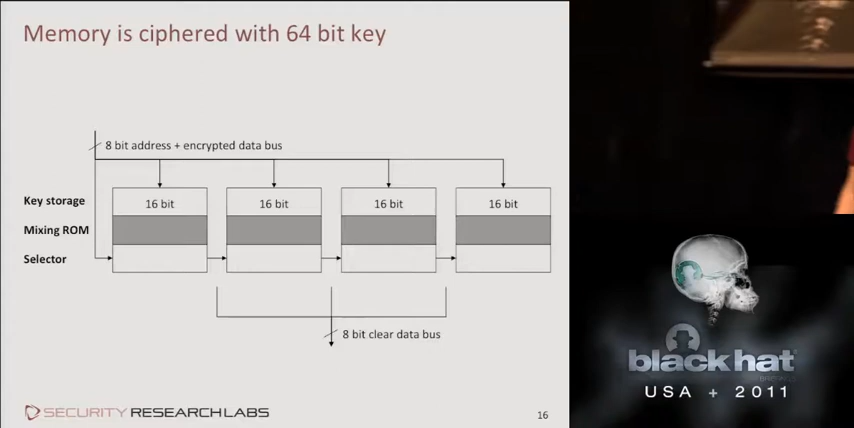 Memory is ciphered with 64 bit key
8 bit address + encrypted data bus
Key storage
16 bit
16 bit
16 bit
16 bit
Mixing ROM
Selector
8 bit clear data bus
SECURITY RESEARCH LABS
16
black hat
USA + 2011